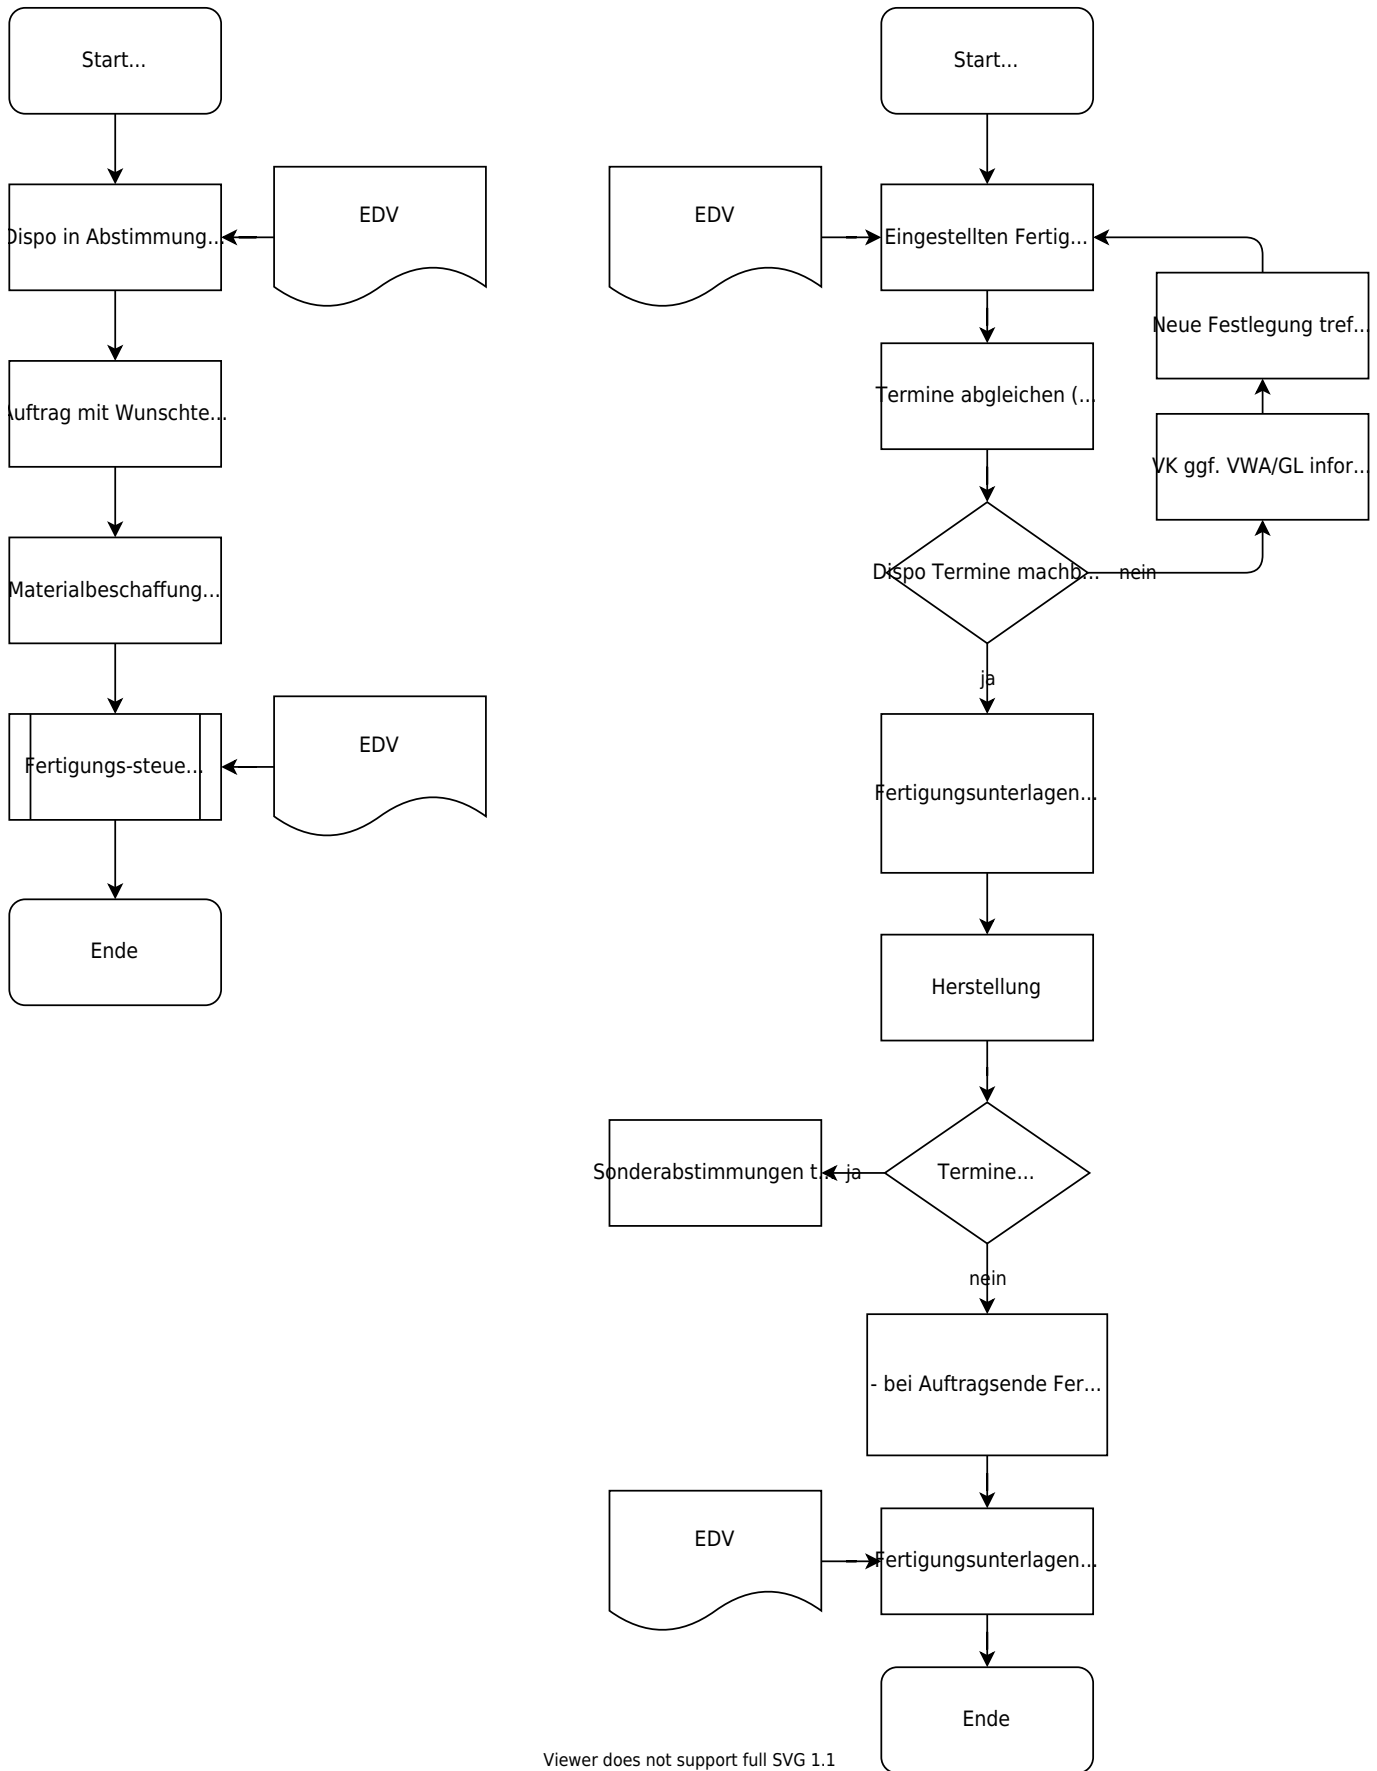 Start...
Dispo in Abstimmung...
EDV
Auftrag mit Wunschte...
Materialbeschaffung...
Fertigungs-steue...
EDV
Ende
Start...
EDV
Eingestellten Fertig...
Neue Festlegung tref...
Termine abgleichen (...
VK ggf. VWA/GL infor...
Dispo Termine machb...
nein
ja
Fertigungsunterlagen...
Herstellung
Termine...
ja
Sonderabstimmungen t...
nein
- bei Auftragsende Fer...
EDV
Fertigungsunterlagen...
Ende
Viewer does not support full SVG 1.1